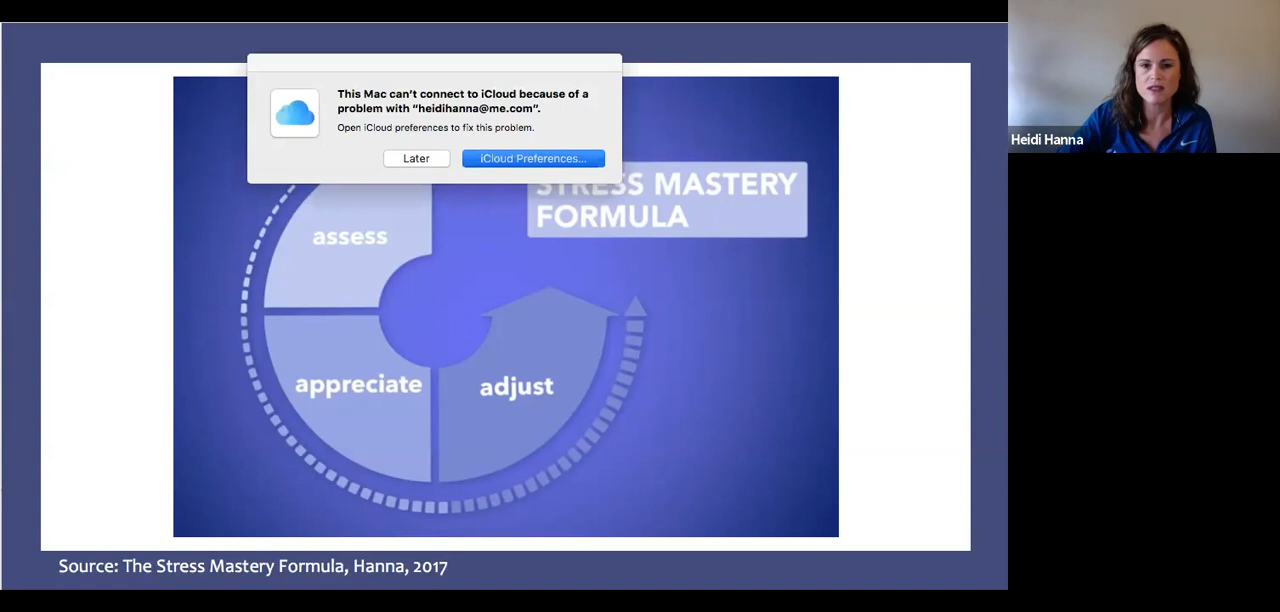 This Mac can't connect to iCloud because of a
problem with "heidihanna@me.com".
Open iCloud preferences to fix this problem.
Later
iCloud Preferences...
Heidi Hanna
STRESS MASTERY
FORMULA
assess
appreciate
adjust
Source: The Stress Mastery Formula, Hanna, 2017